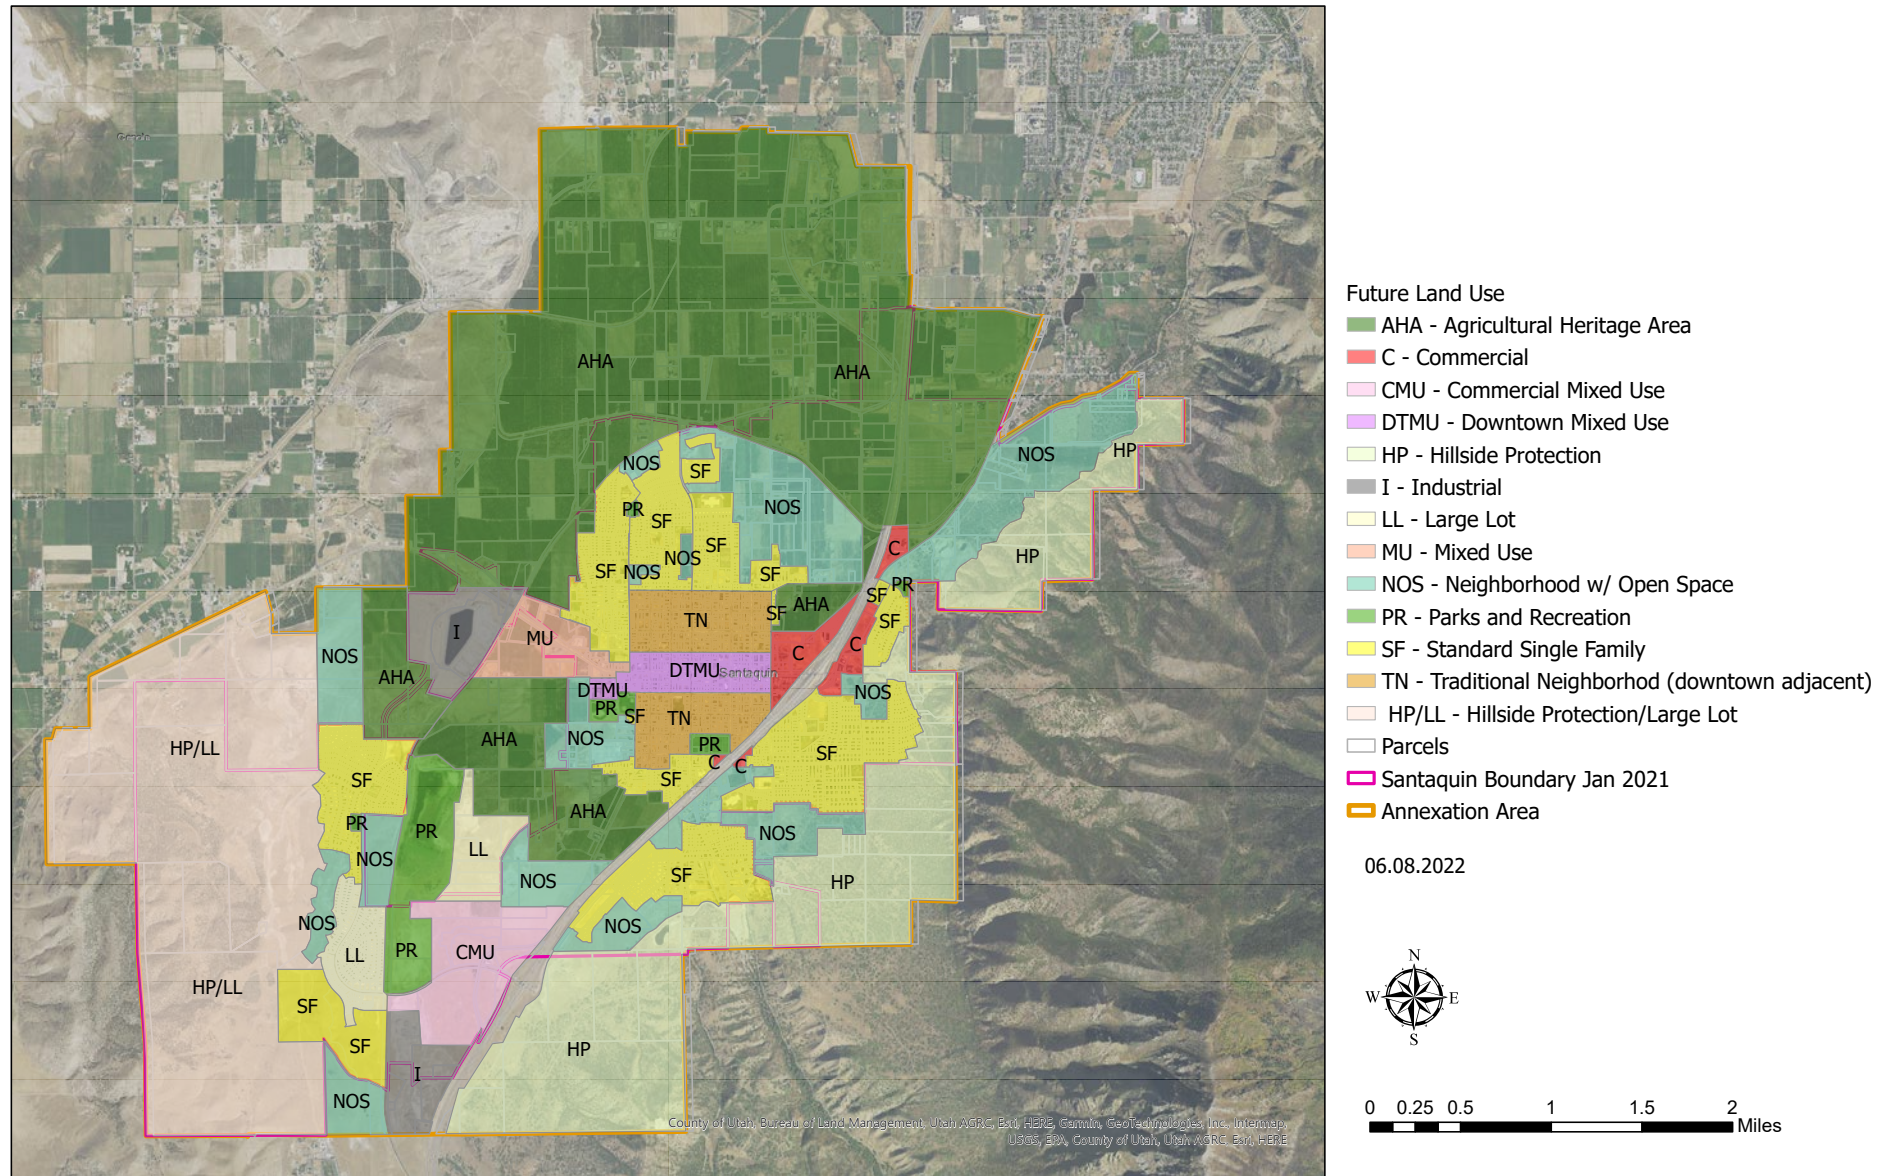 Genola
AHA
AHA
NOS
HP
NOS
SF
NOS
PR
SF
SF
NOS
C
HP
SF
NOS
NOS
SF
PR
SF
SF
AHA
SF
TN
SF
I
MU
C
C
NOS
AHA
DTMU
Santaquin
DTMU
NOS
PR
SF
TN
NOS
AHA
PR
SF
HP/LL
C
C
SF
SF
AHA
PR
PR
NOS
LL
NOS
SF
NOS
HP
NOS
NOS
LL
PR
CMU
HP/LL
SF
SF
HP
I
NOS
County of Utah, Bureau of Land Management, Utah AGRC, Esri, HERE, Garmin, GeoTechnologies, Inc., Intermap,
USGS, EPA, County of Utah, Utah AGRC, Esri, HERE
Future Land Use
AHA - Agricultural Heritage Area
C - Commercial
CMU - Commercial Mixed Use
DTMU - Downtown Mixed Use
HP - Hillside Protection
I - Industrial
LL - Large Lot
MU - Mixed Use
NOS - Neighborhood w/ Open Space
PR - Parks and Recreation
SF - Standard Single Family
TN - Traditional Neighborhod (downtown adjacent)
HP/LL - Hillside Protection/Large Lot
Parcels
Santaquin Boundary Jan 2021
Annexation Area
06.08.2022
N
W E
S
0 0.25 0.5 1 1.5 2
Miles